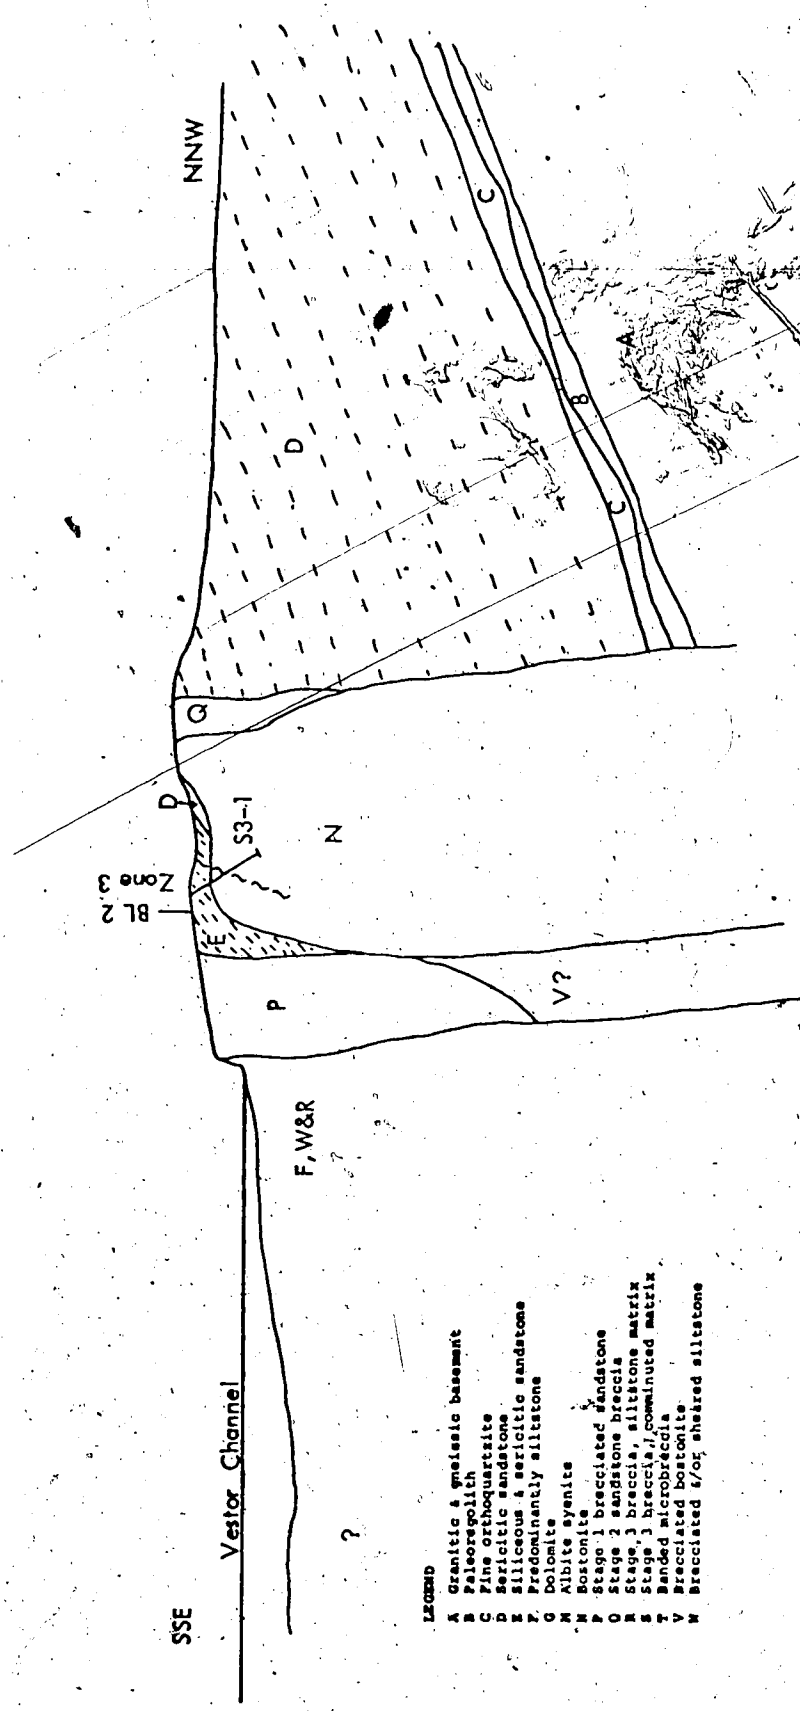 SSE
NNW
Vestor Channel
BL 2
Zone 3
D
Q
S3-1
E
P
N
D
F, W&R
V?
C
C
B
A
?
LEGEND
A Granitic & gneissic basement
B Paleoregolith
C Fine orthoquartzite
D Sericitic sandstone
E Siliceous & sericitic sandstone
F Predominantly siltstone
G Dolomite
M Albite syenite
N Bostonite
P Stage 1 brecciated sandstone
Q Stage 2 sandstone breccia
R Stage 3 breccia, siltstone matrix
S Stage 3 breccia, comminuted matrix
T Banded microbreccia
V Brecciated bostonite
W Brecciated &/or sheared siltstone